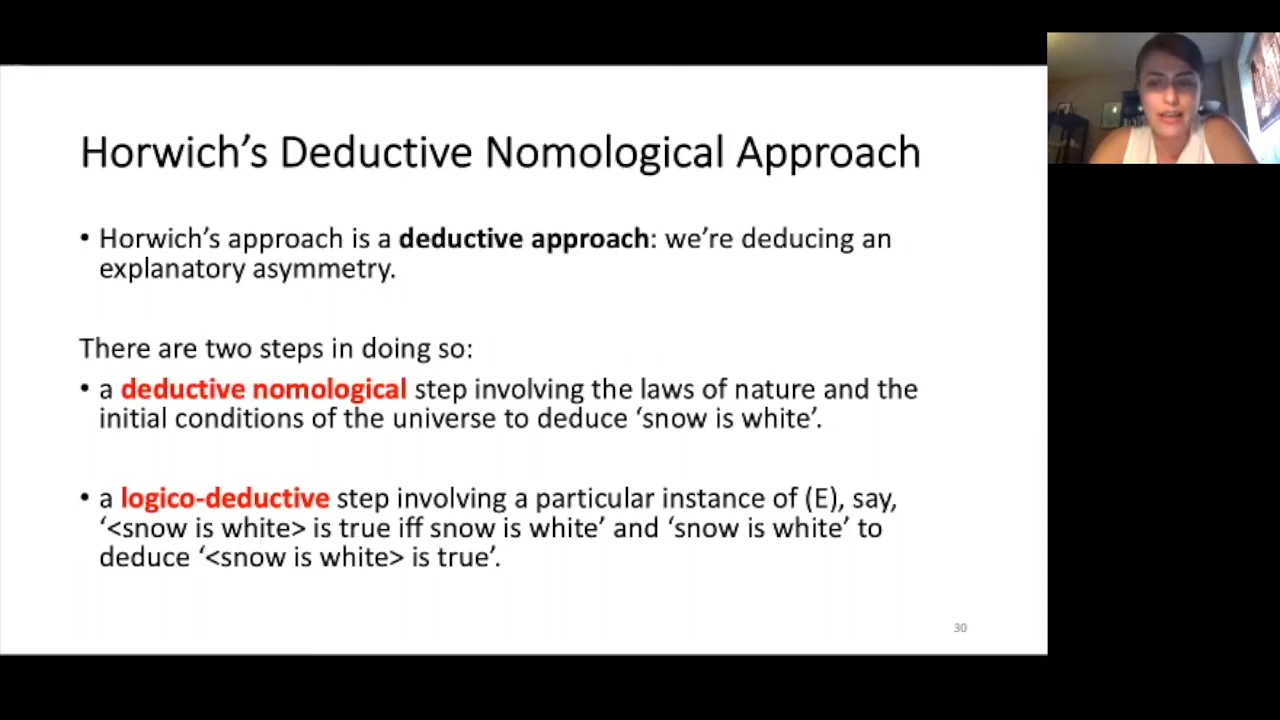 Horwich’s Deductive Nomological Approach
• Horwich’s approach is a deductive approach: we’re deducing an
explanatory asymmetry.
There are two steps in doing so:
• a deductive nomological step involving the laws of nature and the
initial conditions of the universe to deduce ‘snow is white’.
• a logico-deductive step involving a particular instance of (E), say,
‘<snow is white> is true iff snow is white’ and ‘snow is white’ to
deduce ‘<snow is white> is true’.
30